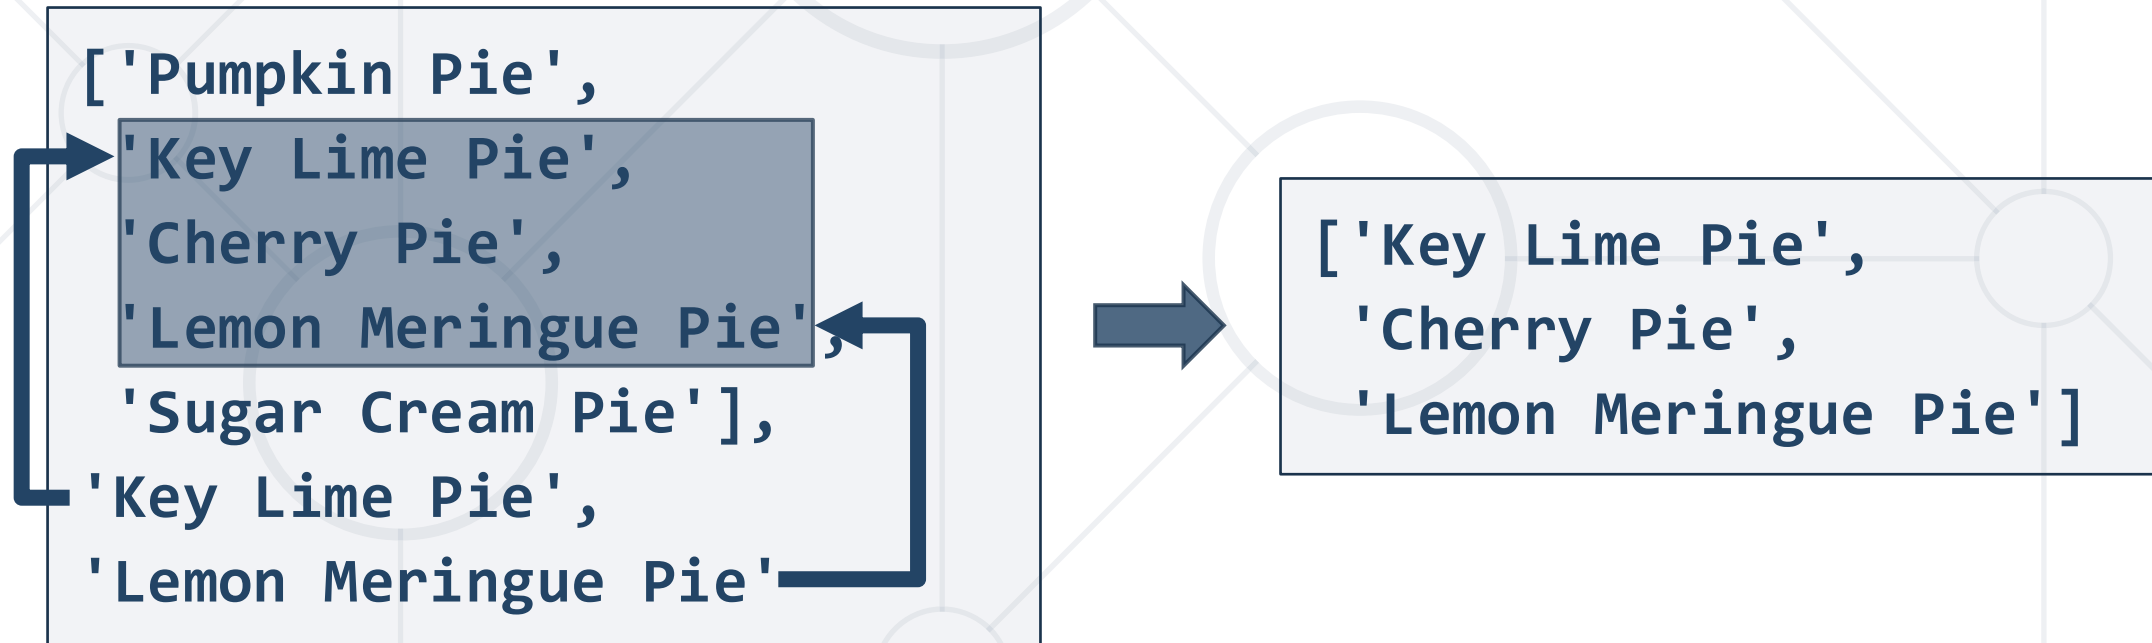 ['Pumpkin Pie',
'Key Lime Pie',
'Cherry Pie',
'Lemon Meringue Pie',
'Sugar Cream Pie'],
'Key Lime Pie',
'Lemon Meringue Pie'
['Key Lime Pie',
'Cherry Pie',
'Lemon Meringue Pie']